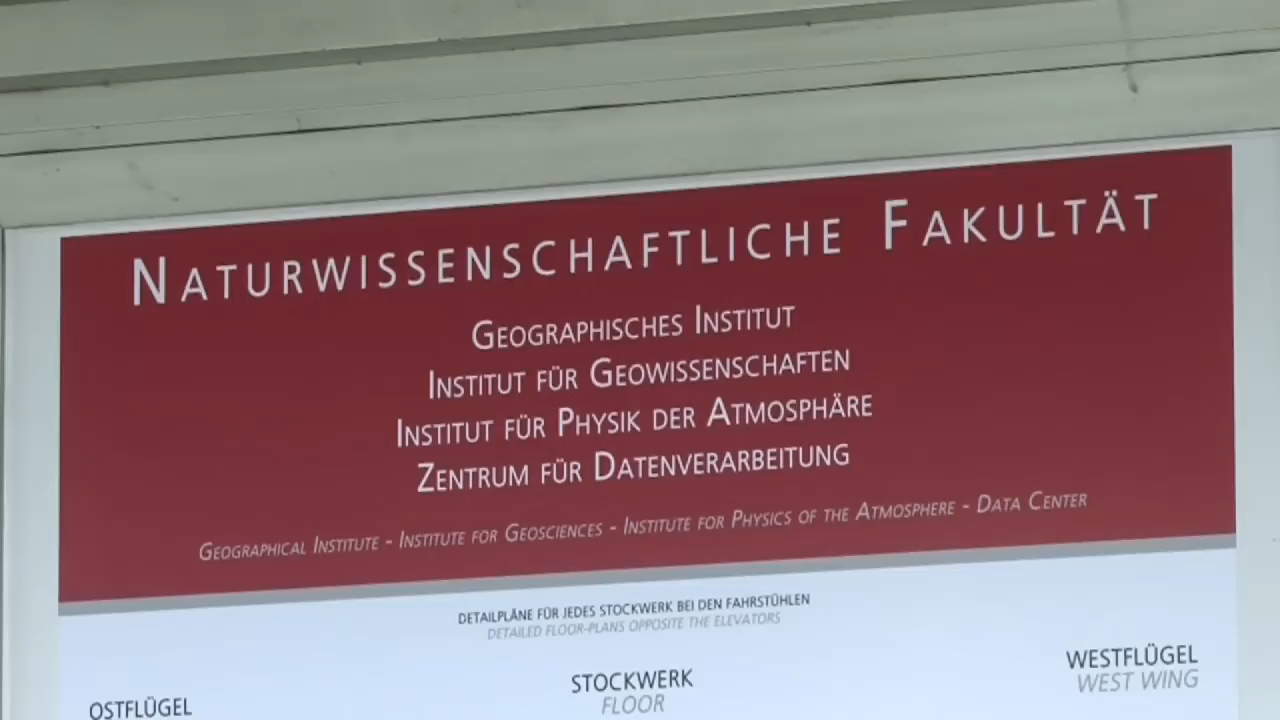 NATURWISSENSCHAFTLICHE FAKULTÄT
GEOGRAPHISCHES INSTITUT
INSTITUT FÜR GEOWISSENSCHAFTEN
INSTITUT FÜR PHYSIK DER ATMOSPHÄRE
ZENTRUM FÜR DATENVERARBEITUNG
GEOGRAPHICAL INSTITUTE - INSTITUTE FOR GEOSCIENCES - INSTITUTE FOR PHYSICS OF THE ATMOSPHERE - DATA CENTER
DETAILPLÄNE FÜR JEDES STOCKWERK BEI DEN FAHRSTÜHLEN
DETAILED FLOOR-PLANS OPPOSITE THE ELEVATORS
OSTFLÜGEL
STOCKWERK
FLOOR
WESTFLÜGEL
WEST WING